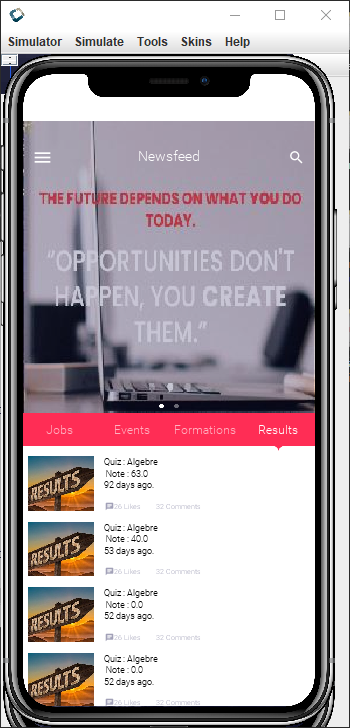 Simulator Simulate Tools Skins Help
Newsfeed
THE FUTURE DEPENDS ON WHAT YOU DO
TODAY.
"OPPORTUNITIES DON'T
HAPPEN, YOU CREATE
THEM."
Jobs Events Formations Results
RESULTS
Quiz : Algebre
Note : 63.0
92 days ago.
26 Likes 32 Comments
RESULTS
Quiz : Algebre
Note : 40.0
53 days ago.
26 Likes 32 Comments
RESULTS
Quiz : Algebre
Note : 0.0
52 days ago.
26 Likes 32 Comments
RESULTS
Quiz : Algebre
Note : 0.0
52 days ago.
26 Likes 32 Comments